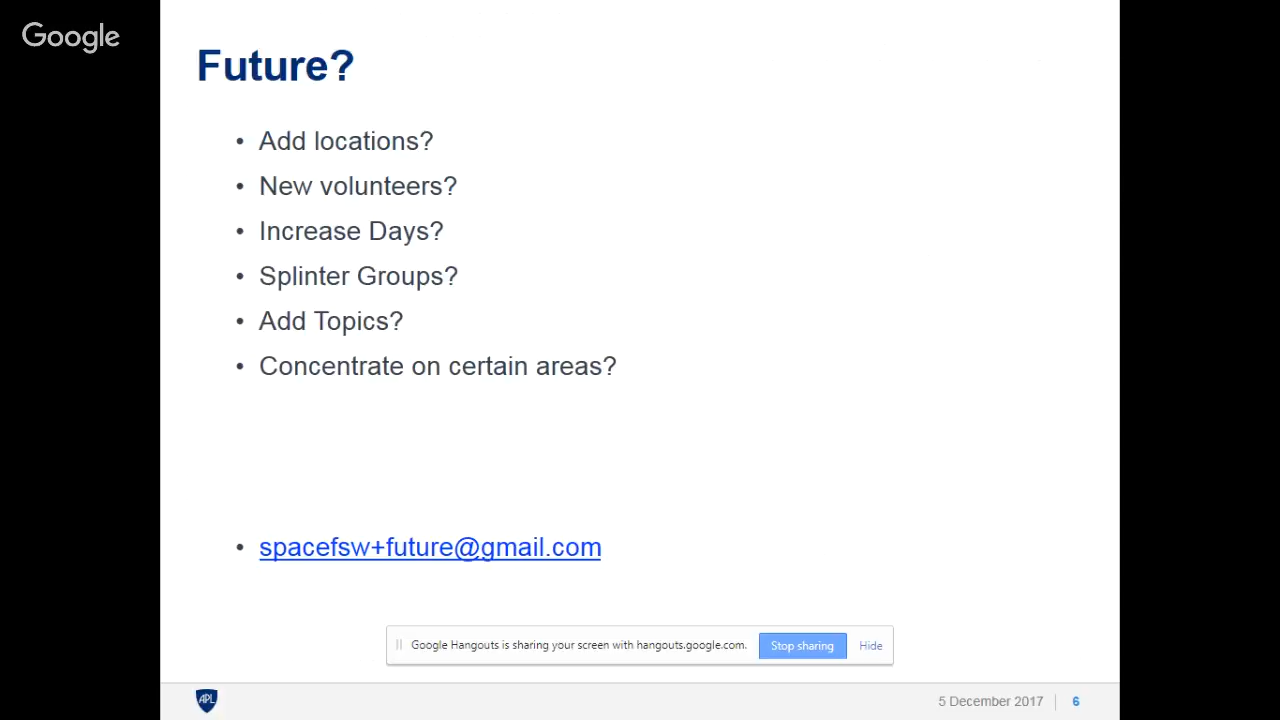 Google
Future?
• Add locations?
• New volunteers?
• Increase Days?
• Splinter Groups?
• Add Topics?
• Concentrate on certain areas?
• spacefsw+future@gmail.com
Google Hangouts is sharing your screen with hangouts.google.com. Stop sharing Hide
APL 5 December 2017 6